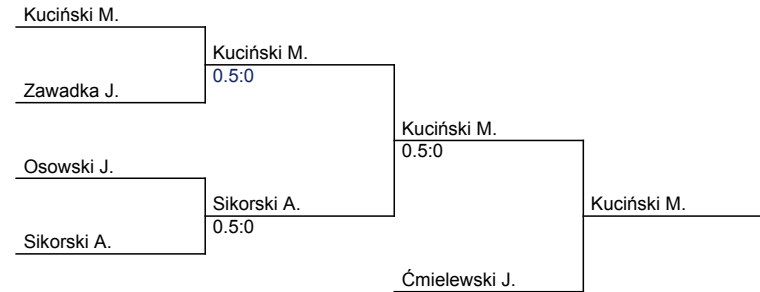 Kuciński M.
Kuciński M.
0.5:0
Zawadka J.
Kuciński M.
0.5:0
Osowski J.
Sikorski A.
0.5:0
Kuciński M.
Sikorski A.
Ćmielewski J.